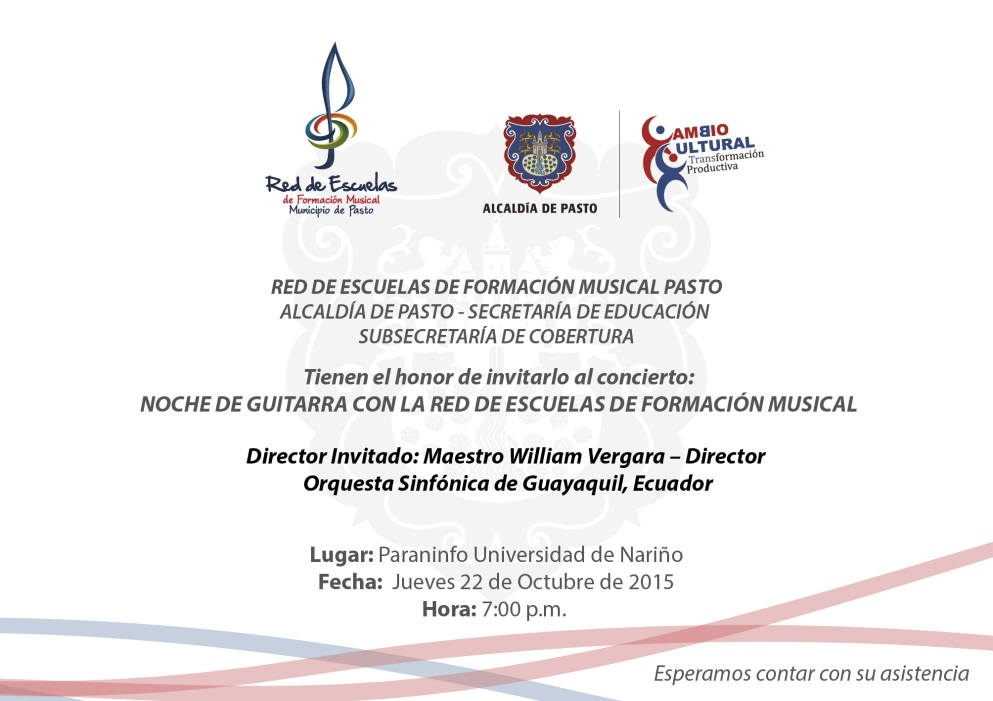 Red de Escuelas
de Formación Musical
Municipio de Pasto
ALCALDÍA DE PASTO
CAMBIO
CULTURAL
Transformación
Productiva
RED DE ESCUELAS DE FORMACIÓN MUSICAL PASTO
ALCALDÍA DE PASTO - SECRETARÍA DE EDUCACIÓN
SUBSECRETARÍA DE COBERTURA
Tienen el honor de invitarlo al concierto:
NOCHE DE GUITARRA CON LA RED DE ESCUELAS DE FORMACIÓN MUSICAL
Director Invitado: Maestro William Vergara – Director
Orquesta Sinfónica de Guayaquil, Ecuador
Lugar: Paraninfo Universidad de Nariño
Fecha: Jueves 22 de Octubre de 2015
Hora: 7:00 p.m.
Esperamos contar con su asistencia